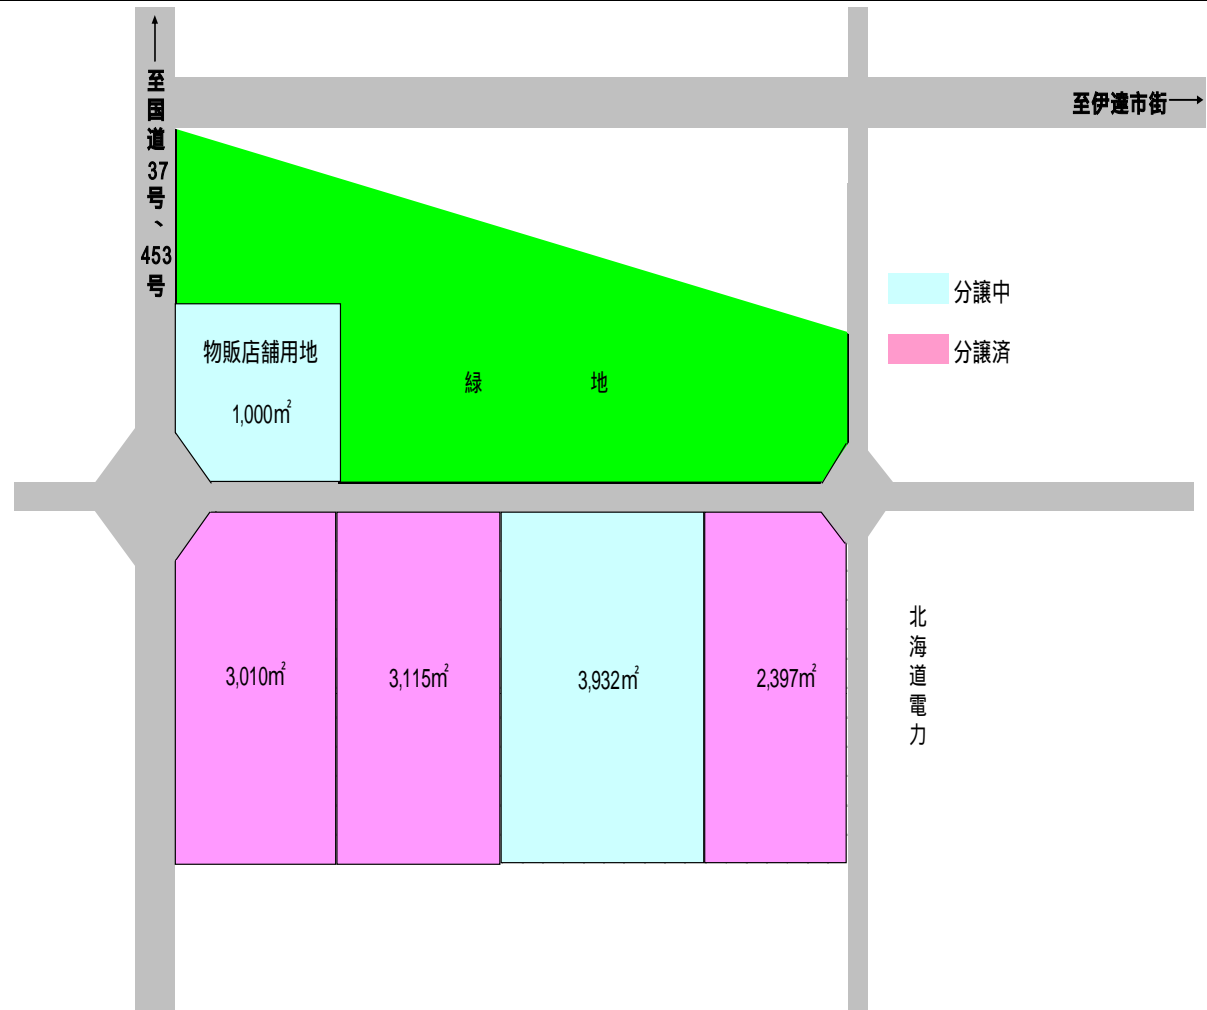 至国道37号、453号
至伊達市街
分譲中
分譲済
物販店舗用地
1,000㎡
緑 地
3,010㎡
3,115㎡
3,932㎡
2,397㎡
北海道電力